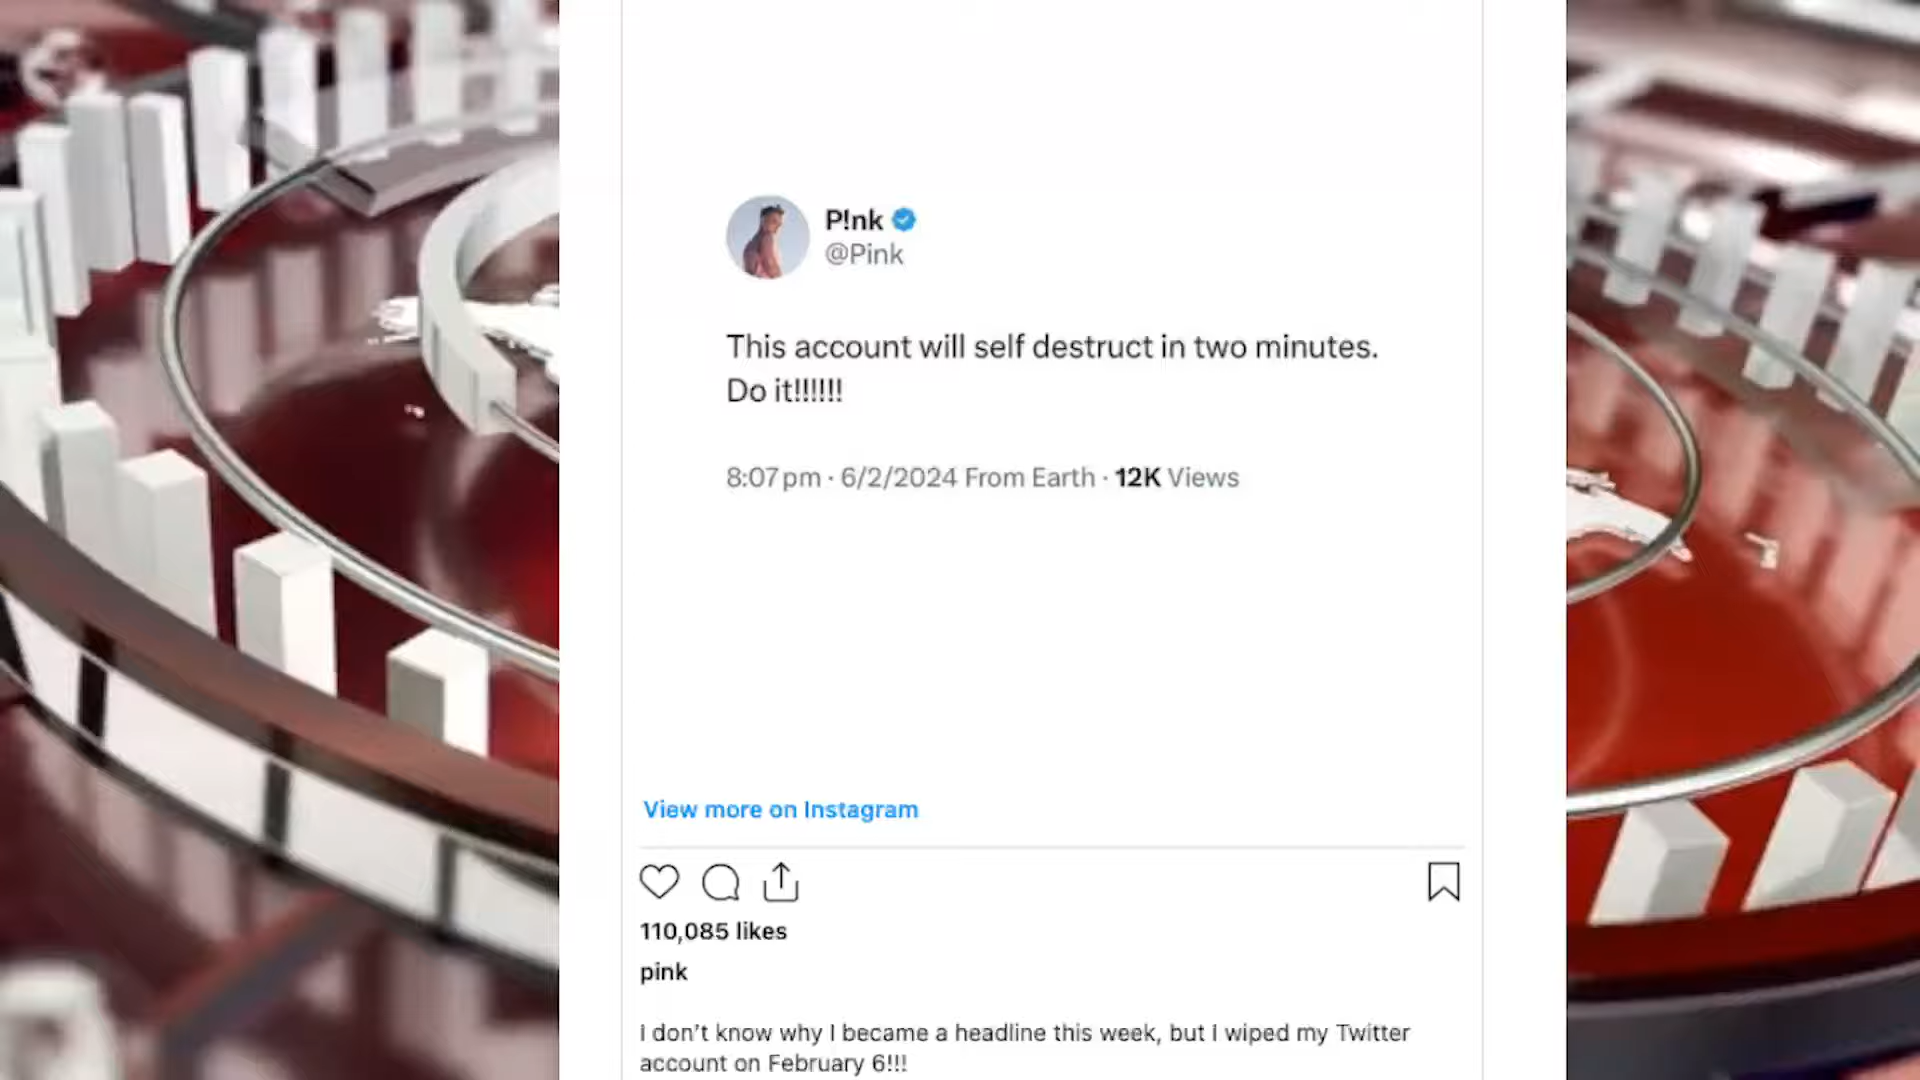 P!nk
@Pink
This account will self destruct in two minutes.
Do it!!!!!!
8:07 pm · 6/2/2024 From Earth · 12K Views
View more on Instagram
110,085 likes
pink
I don't know why I became a headline this week, but I wiped my Twitter
account on February 6!!!